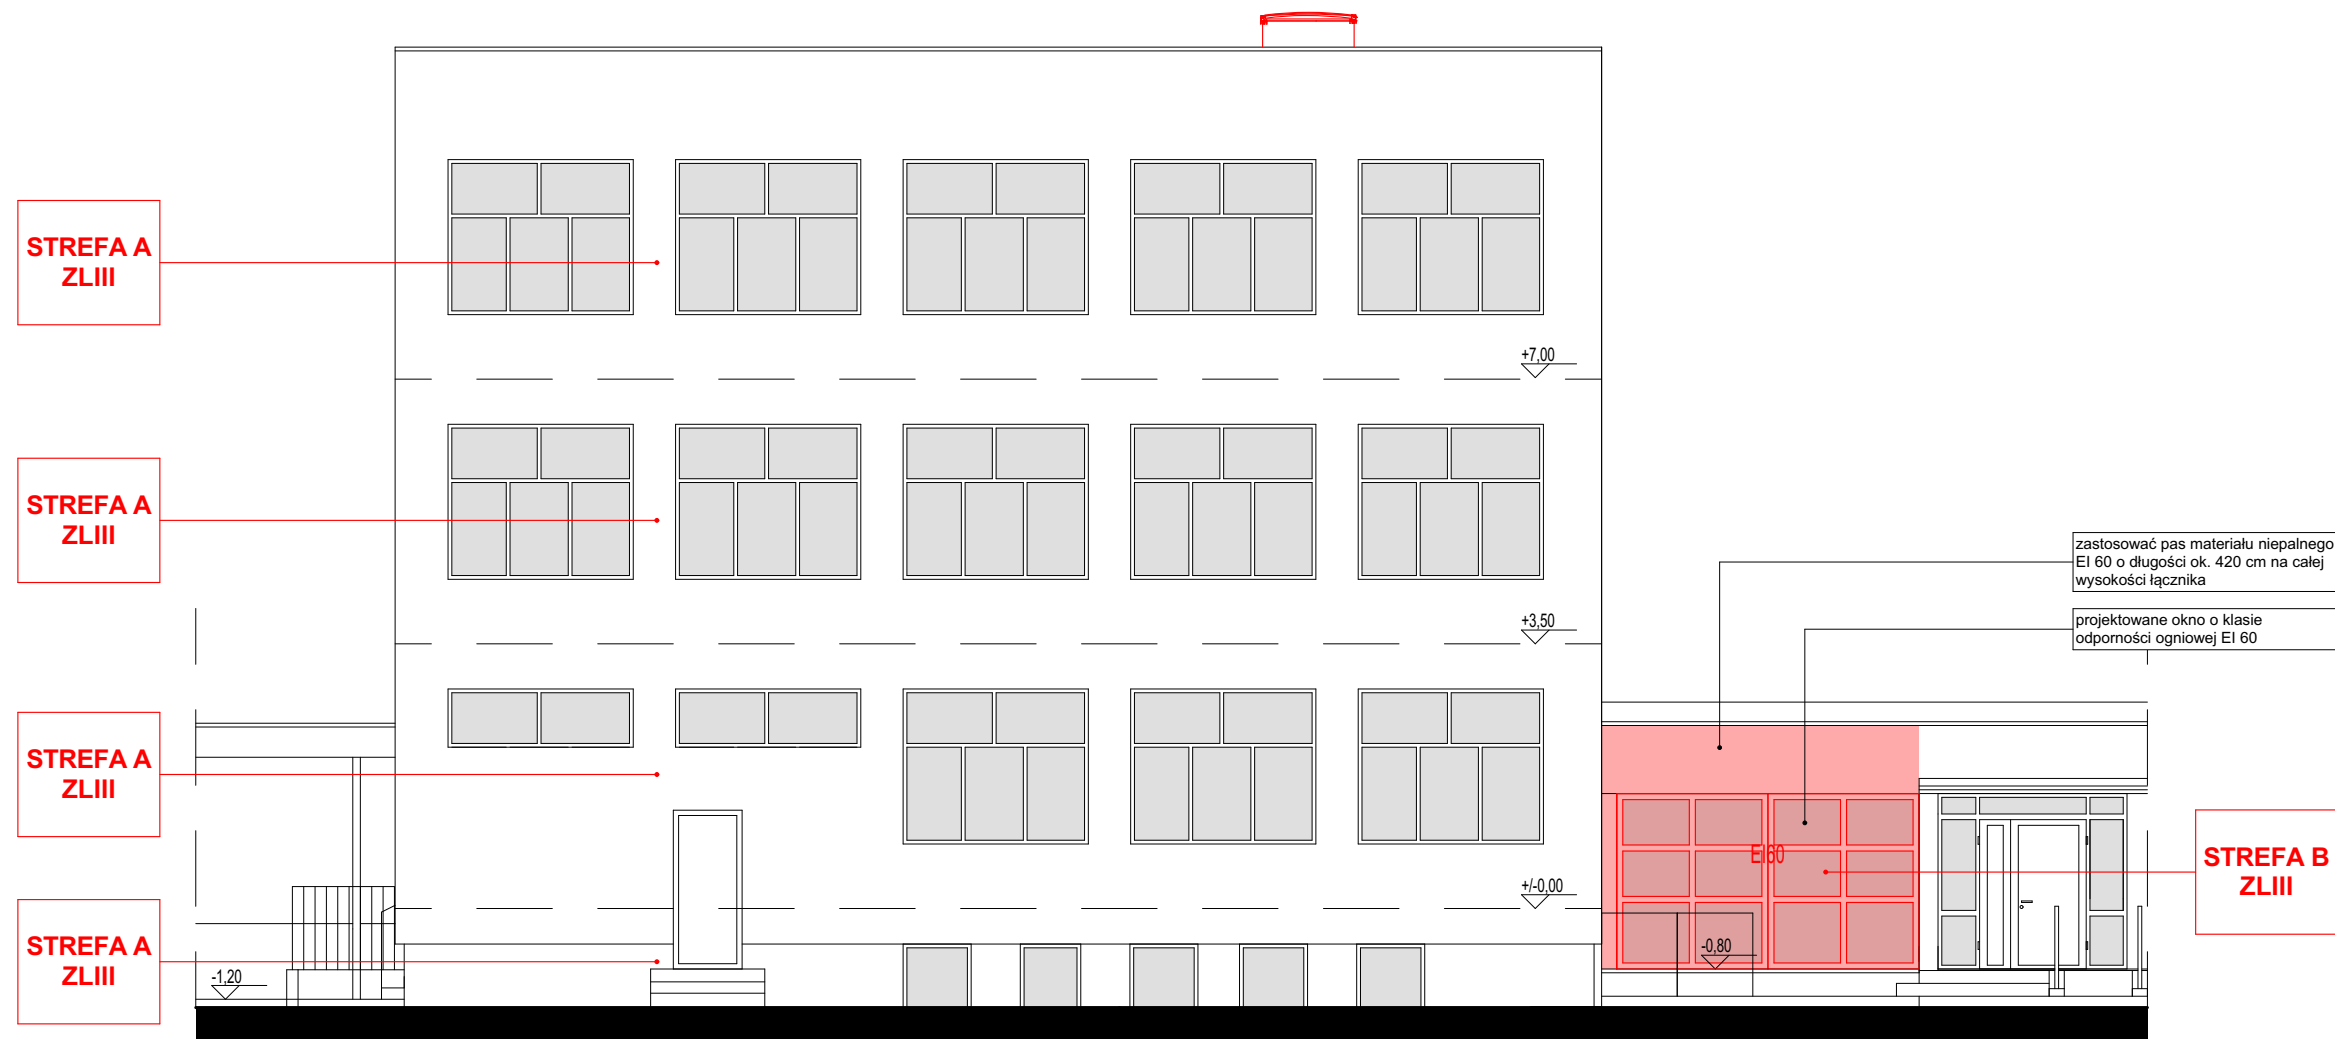 STREFA A
ZLIII
+7,00
STREFA A
ZLIII
zastosować pas materiału niepalnego
EI 60 o długości ok. 420 cm na całej
wysokości łącznika
projektowane okno o klasie
odporności ogniowej EI 60
+3,50
STREFA A
ZLIII
EI60
STREFA B
ZLIII
+/-0,00
STREFA A
ZLIII
-0,80
-1,20